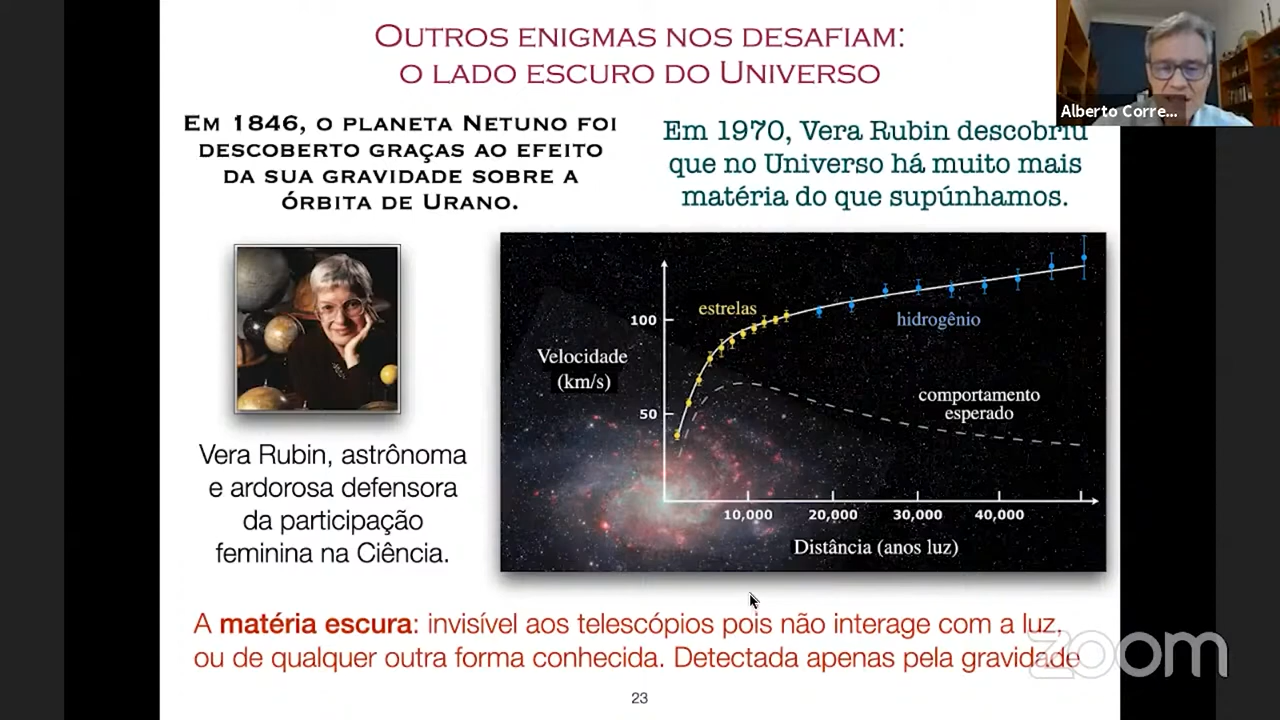 OUTROS ENIGMAS NOS DESAFIAM:
O LADO ESCURO DO UNIVERSO
Alberto Corre...
EM 1846, O PLANETA NETUNO FOI
DESCOBERTO GRAÇAS AO EFEITO
DA SUA GRAVIDADE SOBRE A
ÓRBITA DE URANO.
Em 1970, Vera Rubin descobriu
que no Universo há muito mais
matéria do que supúnhamos.
estrelas
100
hidrogênio
Velocidade
(km/s)
comportamento
esperado
50
10,000 20,000 30,000 40,000
Distância (anos luz)
Vera Rubin, astrônoma
e ardorosa defensora
da participação
feminina na Ciência.
A matéria escura: invisível aos telescópios pois não interage com a luz,
ou de qualquer outra forma conhecida. Detectada apenas pela gravidade
zoom
23